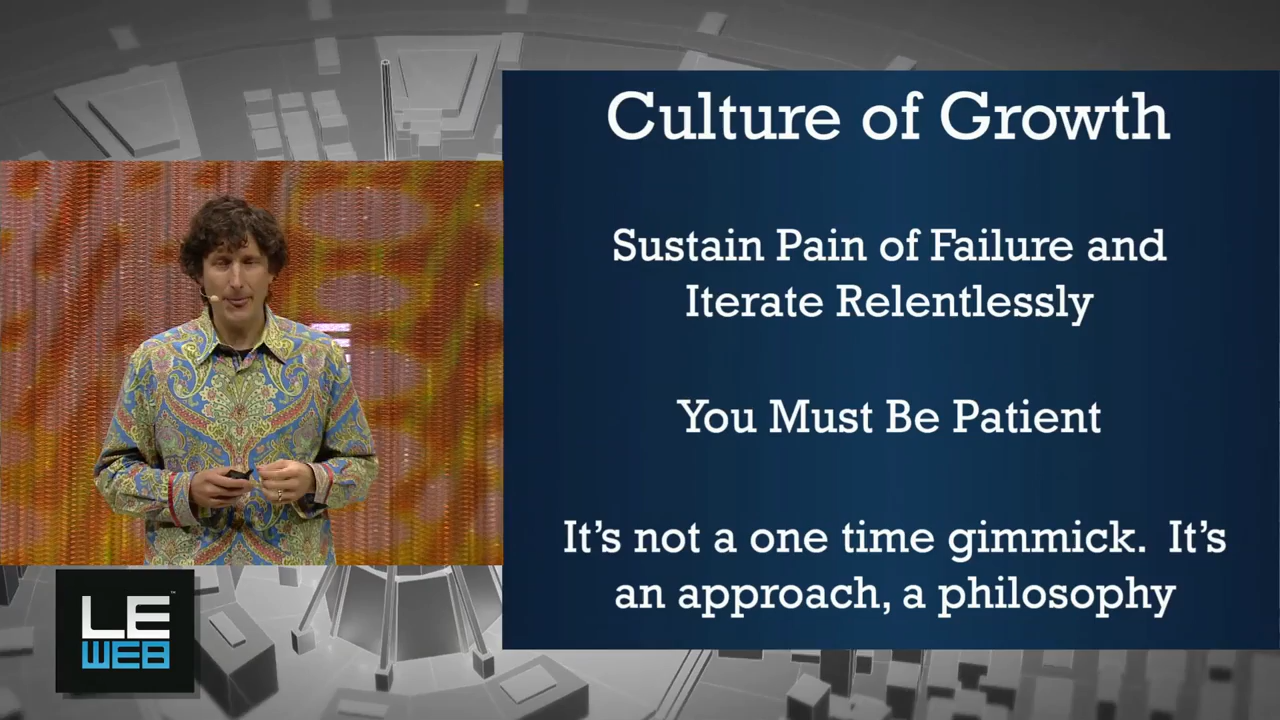 Culture of Growth
Sustain Pain of Failure and
Iterate Relentlessly
You Must Be Patient
It's not a one time gimmick.  It's
an approach, a philosophy
LE
WEB
™